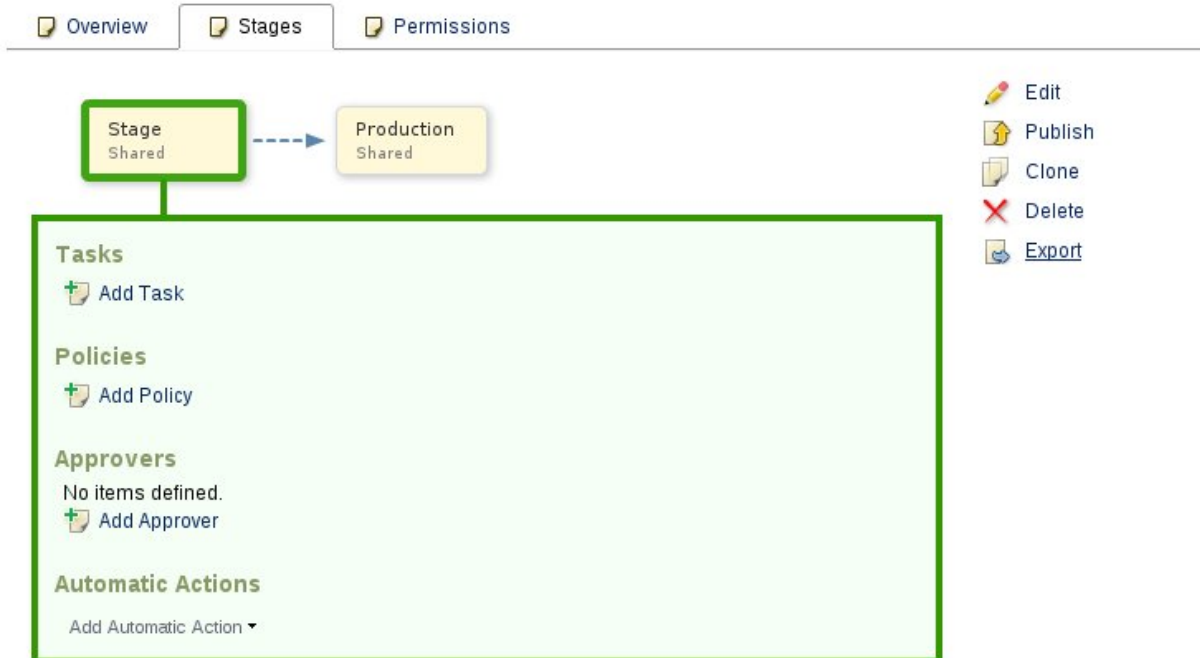 Overview
Stages
Permissions
Stage
Shared
Production
Shared
Edit
Publish
Clone
Delete
Export
Tasks
Add Task
Policies
Add Policy
Approvers
No items defined.
Add Approver
Automatic Actions
Add Automatic Action